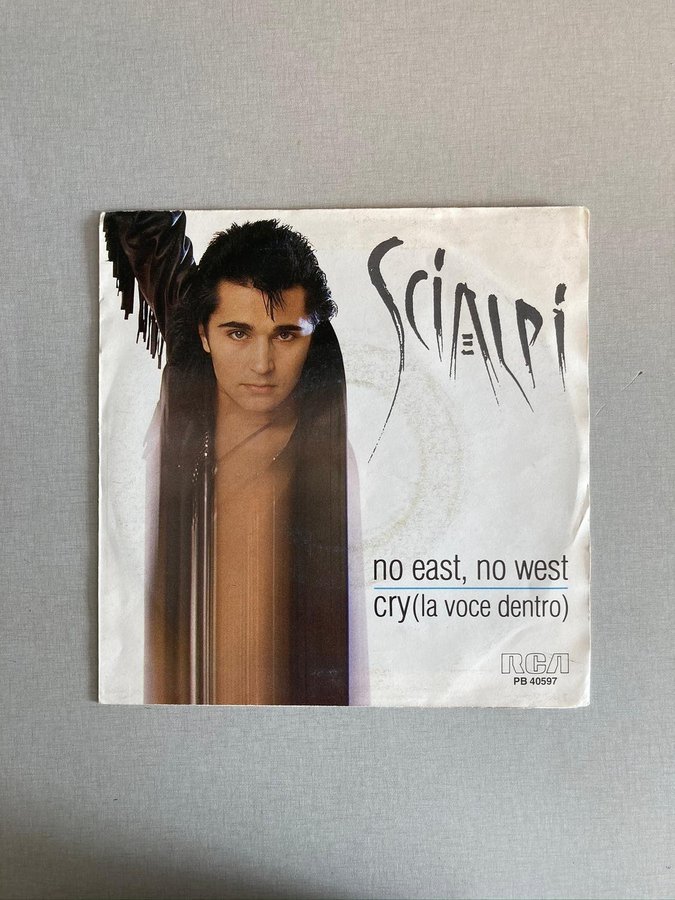 SCIALPI
no east, no west
cry (la voce dentro)
RCA
PB 40597